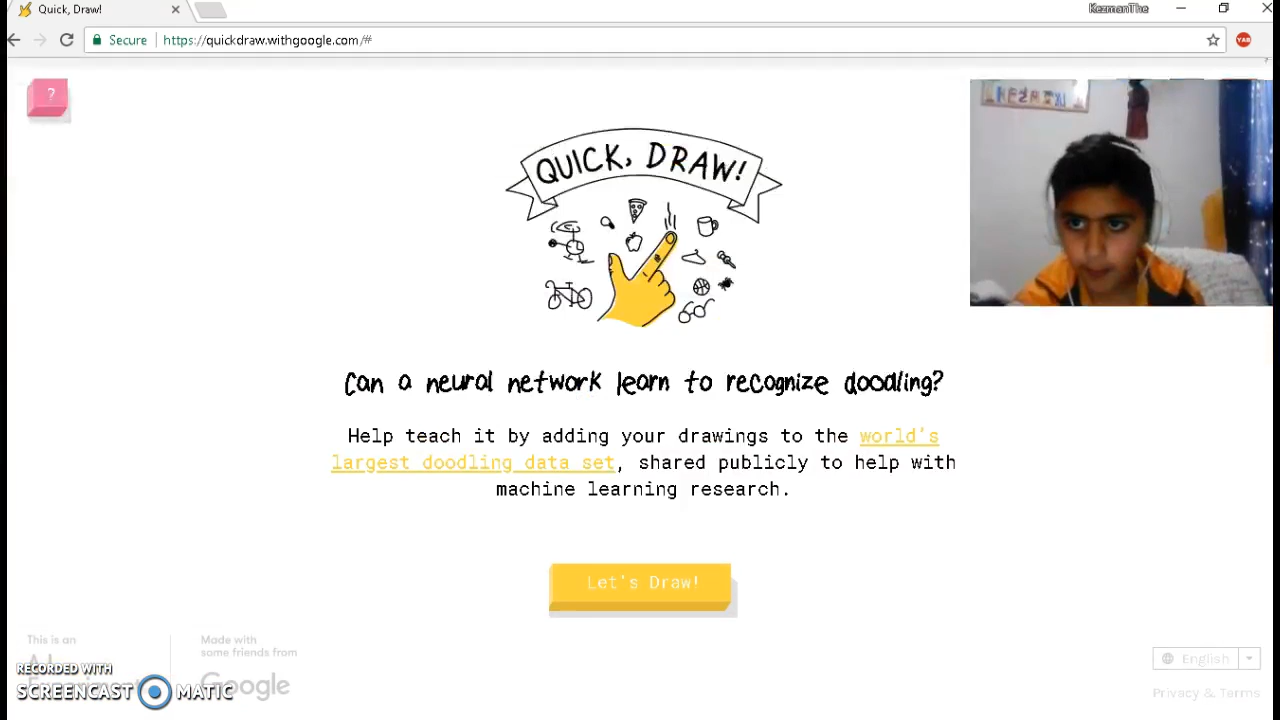 Quick, Draw!
KezmanThe
Secure
https://quickdraw.withgoogle.com/#
?
QUICK, DRAW!
Can a neural network learn to recognize doodling?
Help teach it by adding your drawings to the world's
largest doodling data set, shared publicly to help with
machine learning research.
Let's Draw!
This is an
Made with
some friends from
Google
RECORDED WITH
SCREENCAST MATIC
English
Privacy & Terms